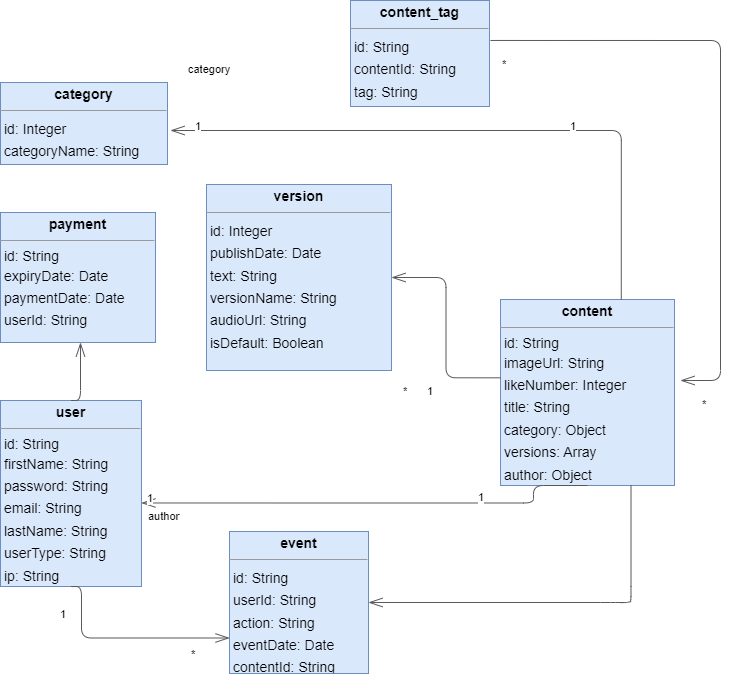 content_tag
id: String
contentId: String
tag: String
*
category
category
id: Integer
categoryName: String
1
1
version
id: Integer
publishDate: Date
text: String
versionName: String
audioUrl: String
isDefault: Boolean
payment
id: String
expiryDate: Date
paymentDate: Date
userId: String
content
id: String
imageUrl: String
likeNumber: Integer
title: String
category: Object
versions: Array
author: Object
*
1
*
user
id: String
firstName: String
password: String
email: String
lastName: String
userType: String
ip: String
1
1
author
event
id: String
userId: String
action: String
eventDate: Date
contentId: String
1
*